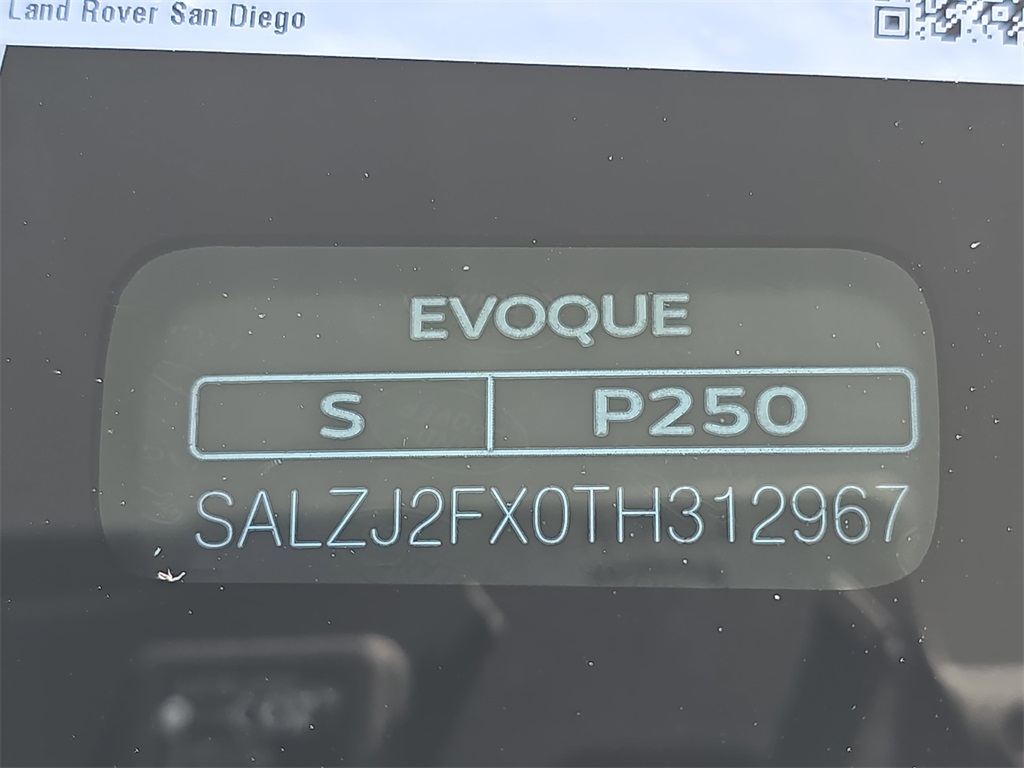 Land Rover San Diego
EVOQUE
S P250
SALZJ2FX0TH312967